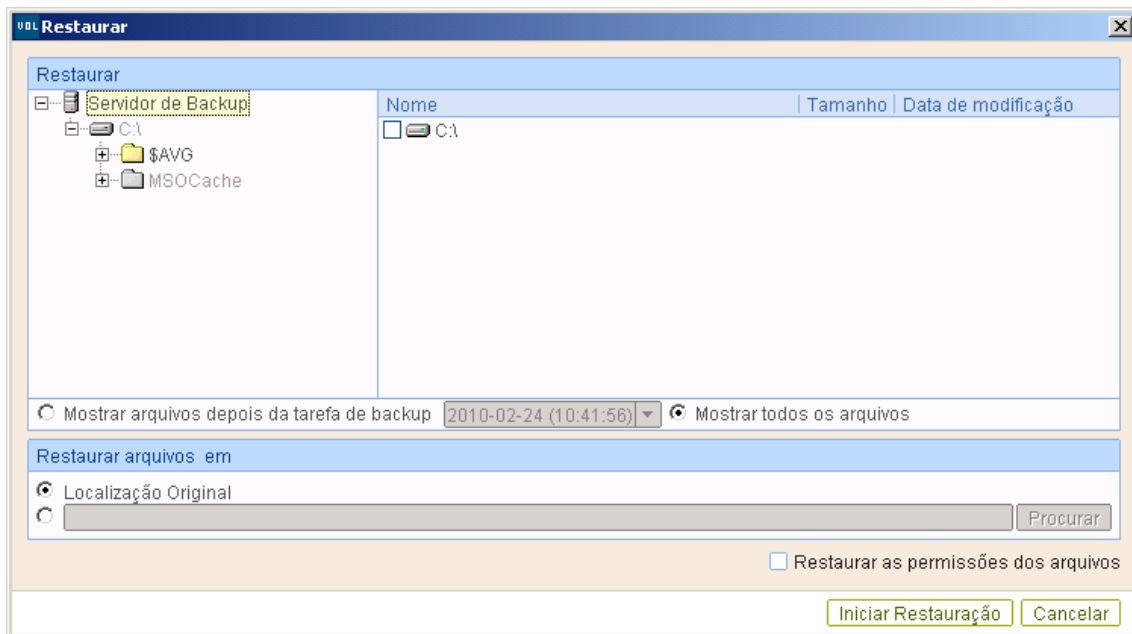 VOL Restaurar
Restaurar
Servidor de Backup
C:\
$AVG
MSOCache
Nome Tamanho Data de modificação
C:\
Mostrar arquivos depois da tarefa de backup 2010-02-24 (10:41:56) Mostrar todos os arquivos
Restaurar arquivos em
Localização Original
Procurar
Restaurar as permissões dos arquivos
Iniciar Restauração Cancelar